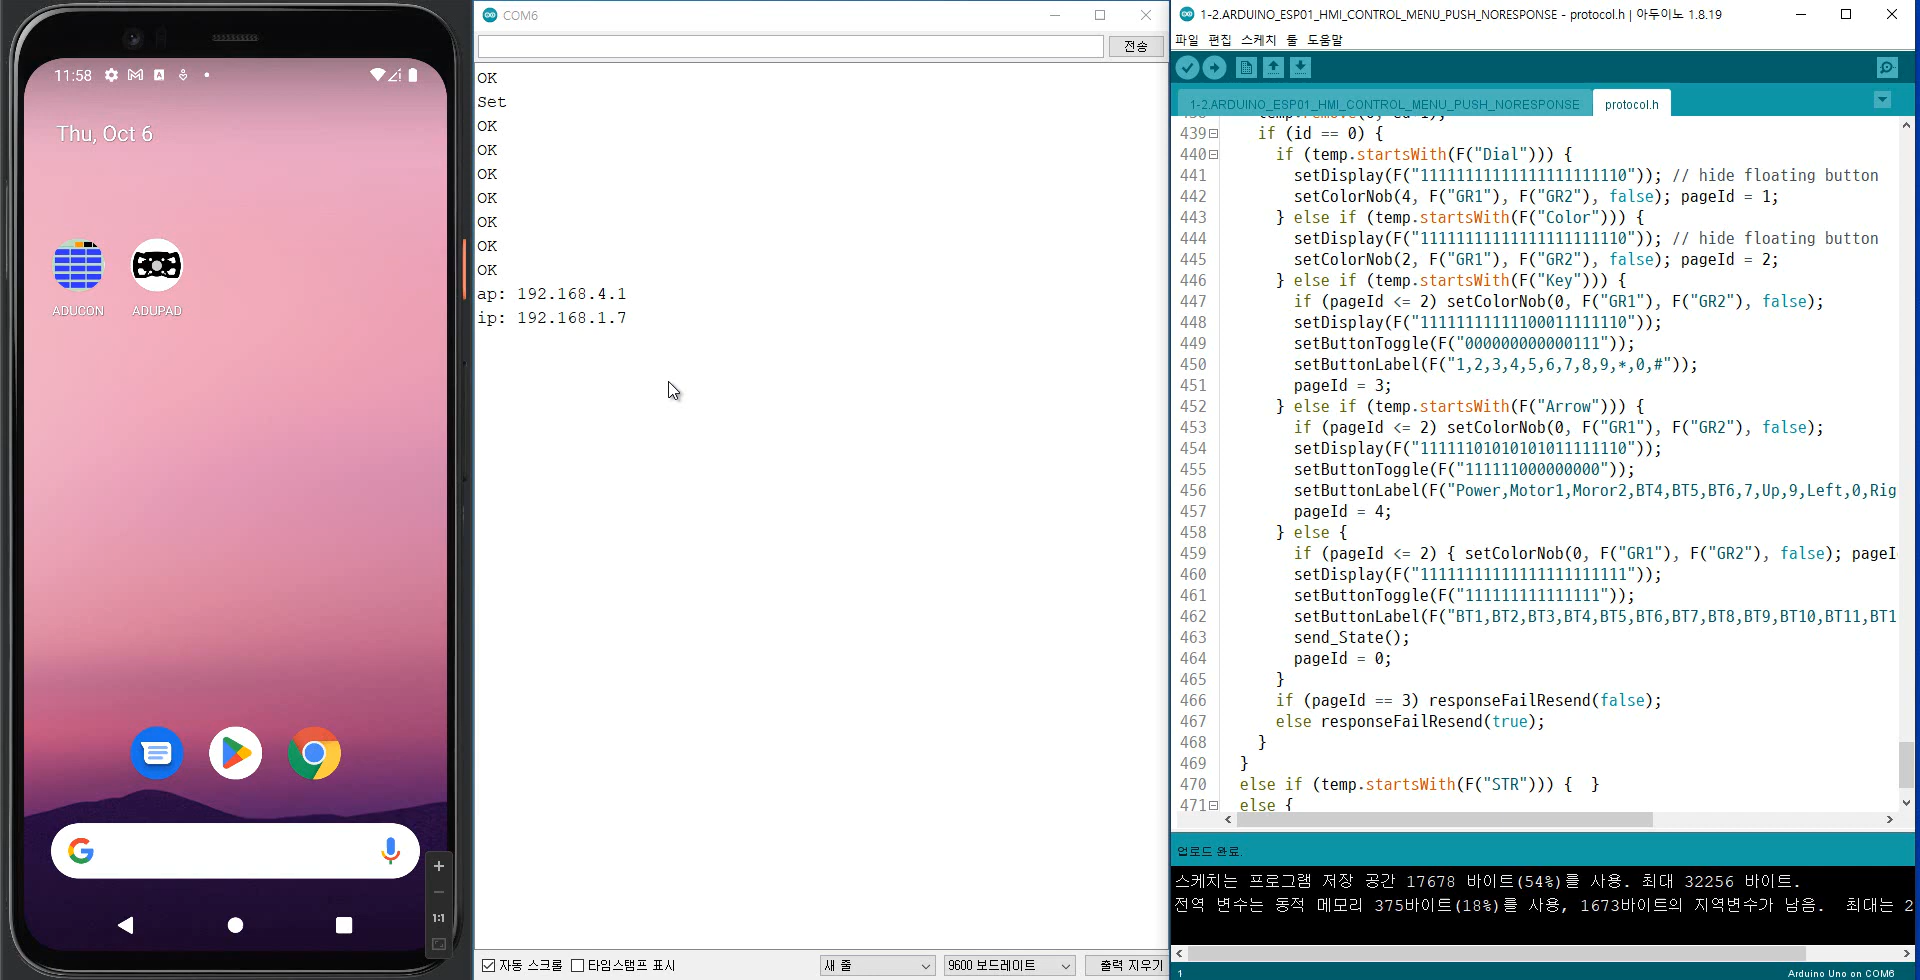 11:58
Thu, Oct 6
ADUCON
ADUPAD
1:1
COM6
전송
OK
Set
OK
OK
OK
OK
OK
OK
OK
ap: 192.168.4.1
ip: 192.168.1.7
자동 스크롤
타임스탬프 표시
새 줄
9600 보드레이트
출력 지우기
1-2.ARDUINO_ESP01_HMI_CONTROL_MENU_PUSH_NORESPONSE - protocol.h | 아두이노 1.8.19
파일 편집 스케치 툴 도움말
1-2.ARDUINO_ESP01_HMI_CONTROL_MENU_PUSH_NORESPONSE
protocol.h
439 if (id == 0) {
440 if (temp.startsWith(F("Dial"))) {
441 setDisplay(F("11111111111111111111110")); // hide floating button
442 setColorNob(4, F("GR1"), F("GR2"), false); pageId = 1;
443 } else if (temp.startsWith(F("Color"))) {
444 setDisplay(F("11111111111111111111110")); // hide floating button
445 setColorNob(2, F("GR1"), F("GR2"), false); pageId = 2;
446 } else if (temp.startsWith(F("Key"))) {
447 if (pageId <= 2) setColorNob(0, F("GR1"), F("GR2"), false);
448 setDisplay(F("11111111111100011111110"));
449 setButtonToggle(F("000000000000111"));
450 setButtonLabel(F("1,2,3,4,5,6,7,8,9,*,0,#"));
451 pageId = 3;
452 } else if (temp.startsWith(F("Arrow"))) {
453 if (pageId <= 2) setColorNob(0, F("GR1"), F("GR2"), false);
454 setDisplay(F("11111101010101011111110"));
455 setButtonToggle(F("111111000000000"));
456 setButtonLabel(F("Power,Motor1,Moror2,BT4,BT5,BT6,7,Up,9,Left,0,Rig
457 pageId = 4;
458 } else {
459 if (pageId <= 2) { setColorNob(0, F("GR1"), F("GR2"), false); pageI
460 setDisplay(F("11111111111111111111111"));
461 setButtonToggle(F("111111111111111"));
462 setButtonLabel(F("BT1,BT2,BT3,BT4,BT5,BT6,BT7,BT8,BT9,BT10,BT11,BT1
463 send_State();
464 pageId = 0;
465 }
466 if (pageId == 3) responseFailResend(false);
467 else responseFailResend(true);
468 }
469 }
470 else if (temp.startsWith(F("STR"))) { }
471 else {
업로드 완료.
스케치는 프로그램 저장 공간 17678 바이트(54%)를 사용. 최대 32256 바이트.
전역 변수는 동적 메모리 375바이트(18%)를 사용, 1673바이트의 지역변수가 남음. 최대는 2
1
Arduino Uno on COM6